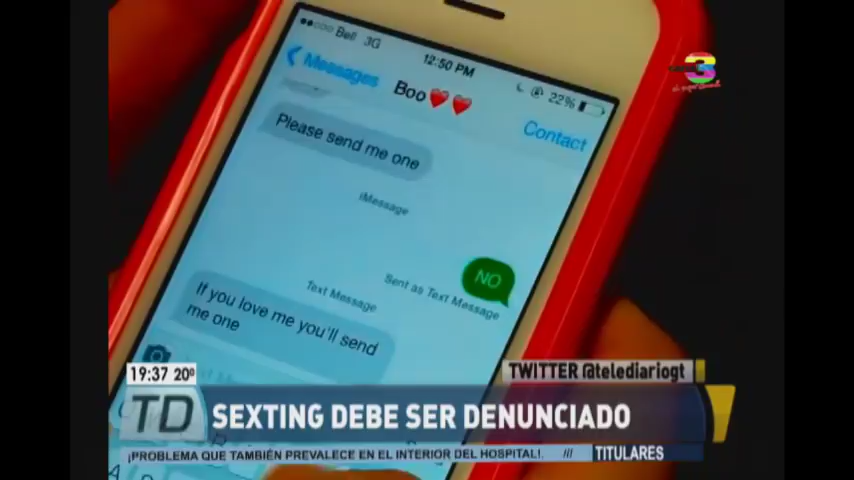 Bell 3G
12:50 PM
22%
Messages
Boo
Contact
Please send me one
iMessage
NO
Sent as Text Message
Text Message
If you love me you'll send
me one
3
19:37 20º
TWITTER @telediariogt
TD
SEXTING DEBE SER DENUNCIADO
¡PROBLEMA QUE TAMBIÉN PREVALECE EN EL INTERIOR DEL HOSPITAL!. ///
TITULARES